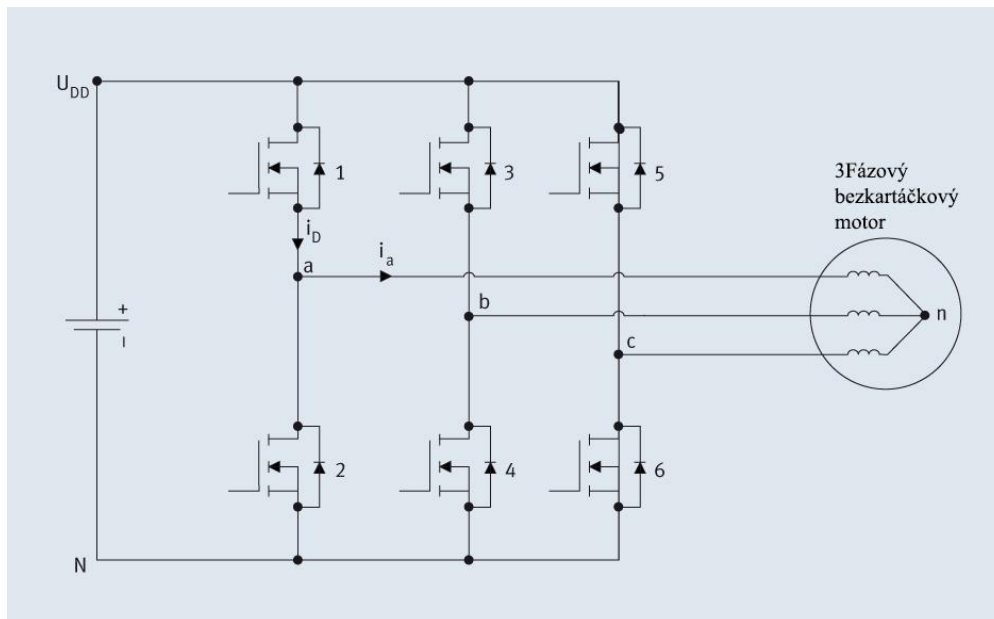 U_DD
1
3
5
3Fázový
bezkartáčkový
motor
i_D
a
i_a
b
n
+
c
2
4
6
N